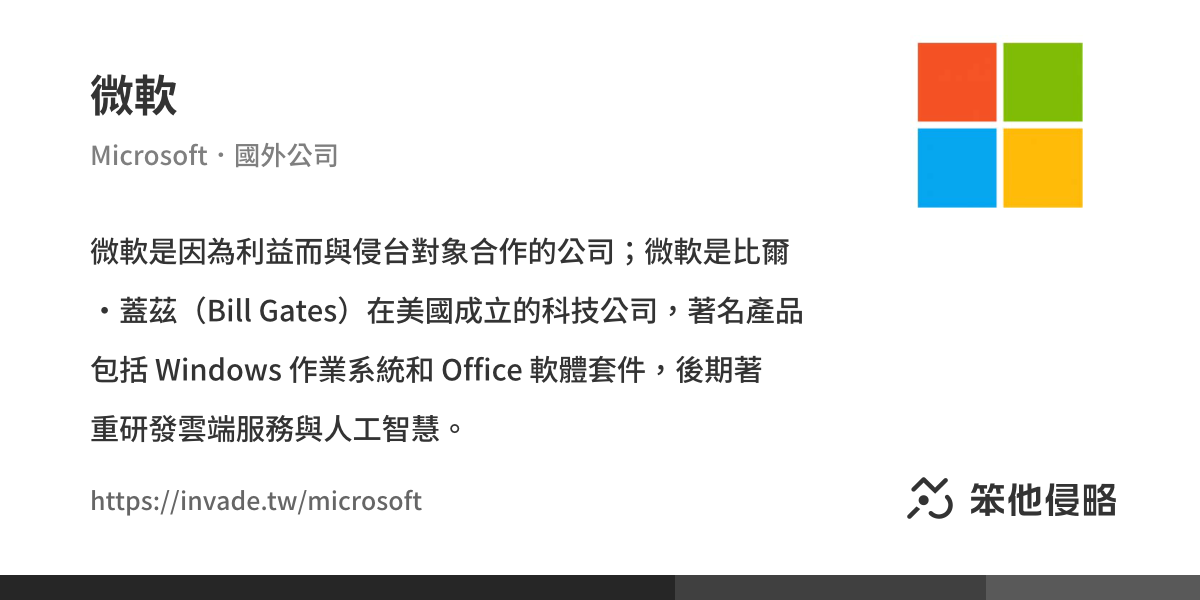 微軟
Microsoft・國外公司
微軟是因為利益而與侵台對象合作的公司；微軟是比爾
・蓋茲（Bill Gates）在美國成立的科技公司，著名產品
包括 Windows 作業系統和 Office 軟體套件，後期著
重研發雲端服務與人工智慧。
https://invade.tw/microsoft
笨他侵略